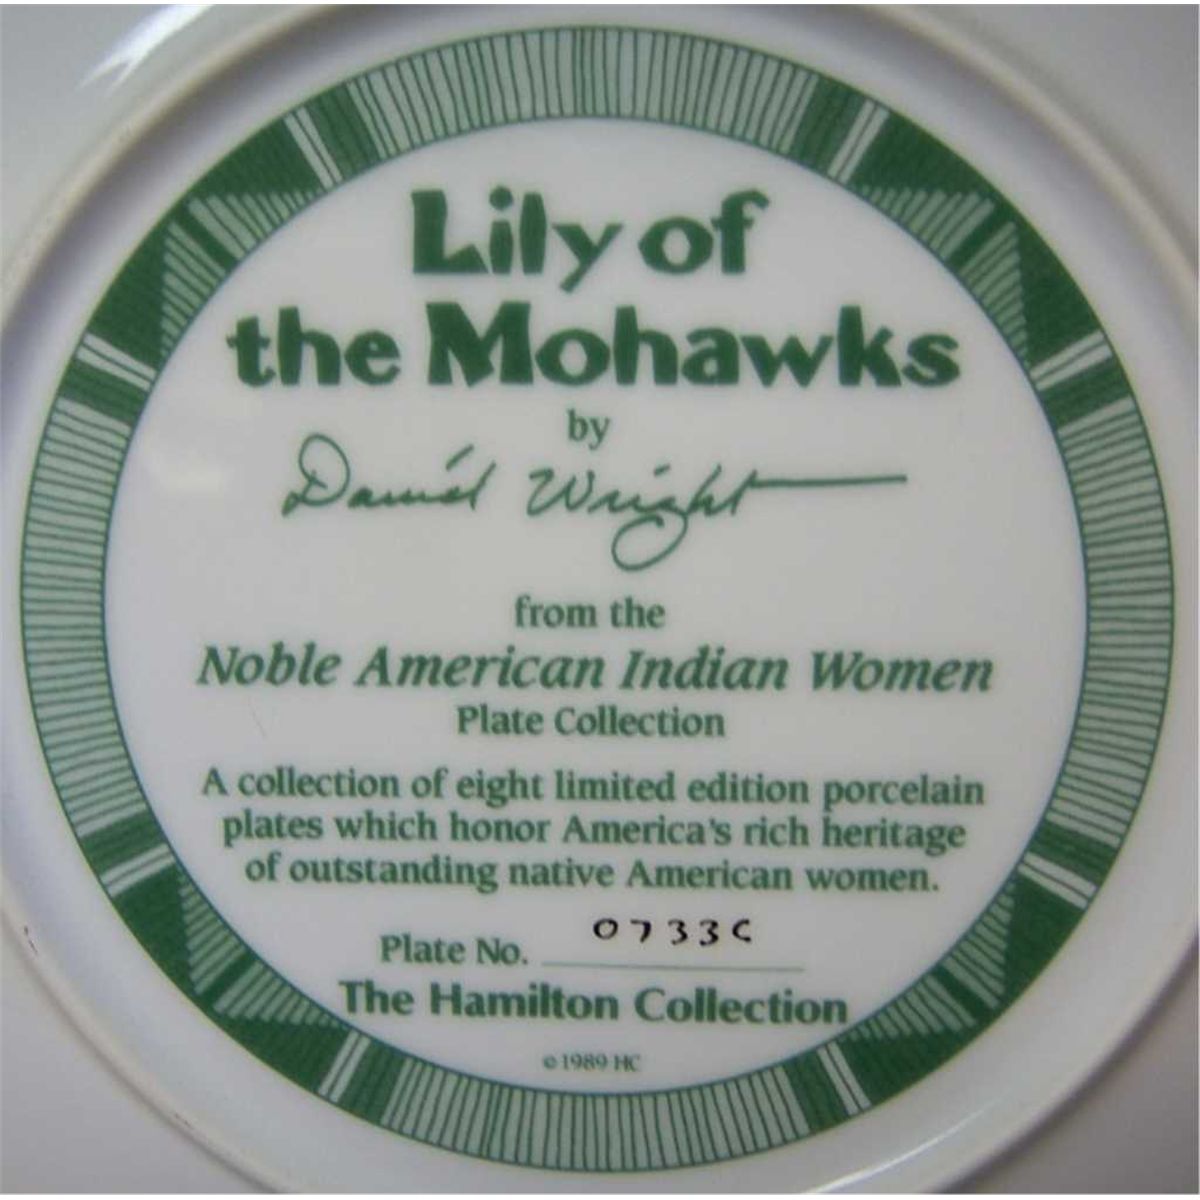 Lily of
the Mohawks
by
Daniel Wright
from the
Noble American Indian Women
Plate Collection
A collection of eight limited edition porcelain
plates which honor America's rich heritage
of outstanding native American women.
Plate No. 0733C
The Hamilton Collection
© 1989 HC